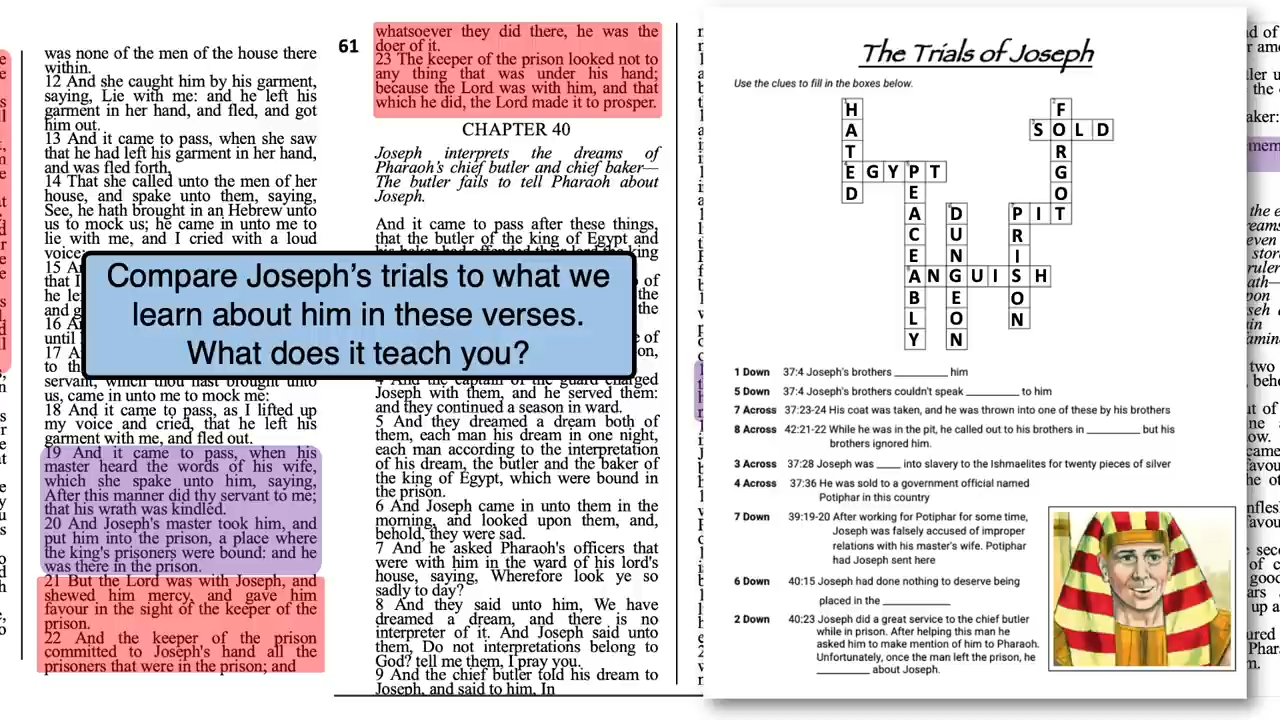 was none of the men of the house there
within.
12 And she caught him by his garment,
saying, Lie with me: and he left his
garment in her hand, and fled, and got
him out.
13 And it came to pass, when she saw
that he had left his garment in her hand,
and was fled forth,
14 That she called unto the men of her
house, and spake unto them, saying,
See, he hath brought in an Hebrew unto
us to mock us; he came in unto me to
lie with me, and I cried with a loud
voice:
15
that I
16
until
17
to
servant, which thou hast brought unto
us, came in unto me to mock me:
18 And it came to pass, as I lifted up
my voice and cried, that he left his
garment with me, and fled out.
19 And it came to pass, when his
master heard the words of his wife,
which she spake unto him, saying,
After this manner did thy servant to me;
that his wrath was kindled.
20 And Joseph's master took him, and
put him into the prison, a place where
the king's prisoners were bound: and he
was there in the prison.
21 But the Lord was with Joseph, and
shewed him mercy, and gave him
favour in the sight of the keeper of the
prison.
22 And the keeper of the prison
committed to Joseph's hand all the
prisoners that were in the prison; and
61
whatsoever they did there, he was the
doer of it.
23 The keeper of the prison looked not to
any thing that was under his hand;
because the Lord was with him, and that
which he did, the Lord made it to prosper.
CHAPTER 40
Joseph interprets the dreams of
Pharaoh's chief butler and chief baker—
The butler fails to tell Pharaoh about
Joseph.
And it came to pass after these things,
that the butler of the king of Egypt and
his baker had offended their lord the king
of
the
the
of
4 And the captain of the guard charged
Joseph with them, and he served them:
and they continued a season in ward.
5 And they dreamed a dream both of
them, each man his dream in one night,
each man according to the interpretation
of his dream, the butler and the baker of
the king of Egypt, which were bound in
the prison.
6 And Joseph came in unto them in the
morning, and looked upon them, and,
behold, they were sad.
7 And he asked Pharaoh's officers that
were with him in the ward of his lord's
house, saying, Wherefore look ye so
sadly to day?
8 And they said unto him, We have
dreamed a dream, and there is no
interpreter of it. And Joseph said unto
them, Do not interpretations belong to
God? tell me them, I pray you.
9 And the chief butler told his dream to
Joseph, and said to him, In
Compare Joseph's trials to what we
learn about him in these verses.
What does it teach you?
The Trials of Joseph
Use the clues to fill in the boxes below.
HATED
FORGOT
SOLD
EGYPT
PEACEABLY
DUNGEON
PIT
PRISON
ANGUISH
1 Down 37:4 Joseph's brothers __________ him
5 Down 37:4 Joseph's brothers couldn't speak __________ to him
7 Across 37:23-24 His coat was taken, and he was thrown into one of these by his brothers
8 Across 42:21-22 While he was in the pit, he called out to his brothers in __________ but his
brothers ignored him.
3 Across 37:28 Joseph was ____ into slavery to the Ishmaelites for twenty pieces of silver
4 Across 37:36 He was sold to a government official named
Potiphar in this country
7 Down 39:19-20 After working for Potiphar for some time,
Joseph was falsely accused of improper
relations with his master's wife. Potiphar
had Joseph sent here
6 Down 40:15 Joseph had done nothing to deserve being
placed in the ____________
2 Down 40:23 Joseph did a great service to the chief butler
while in prison. After helping this man he
asked him to make mention of him to Pharaoh.
Unfortunately, once the man left the prison, he
__________ about Joseph.